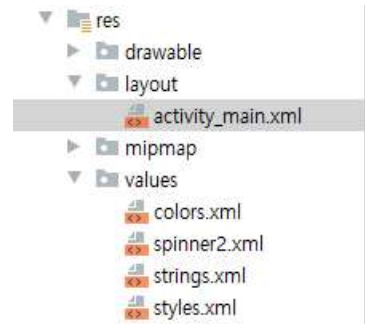 res
drawable
layout
activity_main.xml
mipmap
values
colors.xml
spinner2.xml
strings.xml
styles.xml